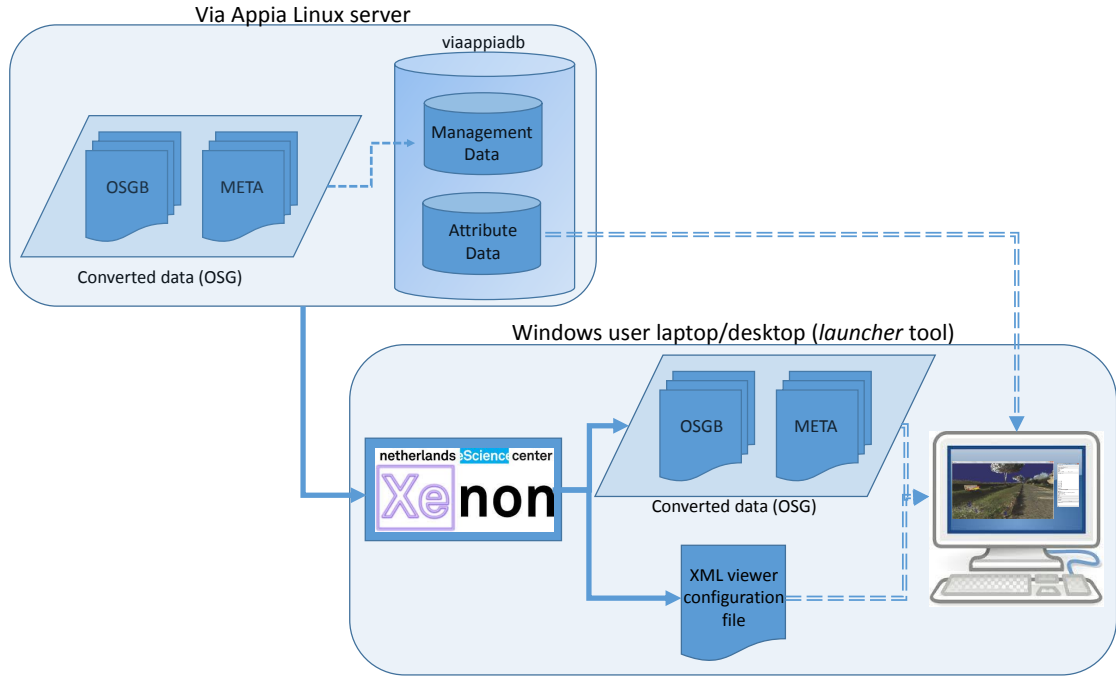 Via Appia Linux server
viaappiadb
Management
Data
OSGB
META
Attribute
Data
Converted data (OSG)
Windows user laptop/desktop (launcher tool)
OSGB
META
netherlands eScience center
Xenon
Converted data (OSG)
XML viewer
configuration
file